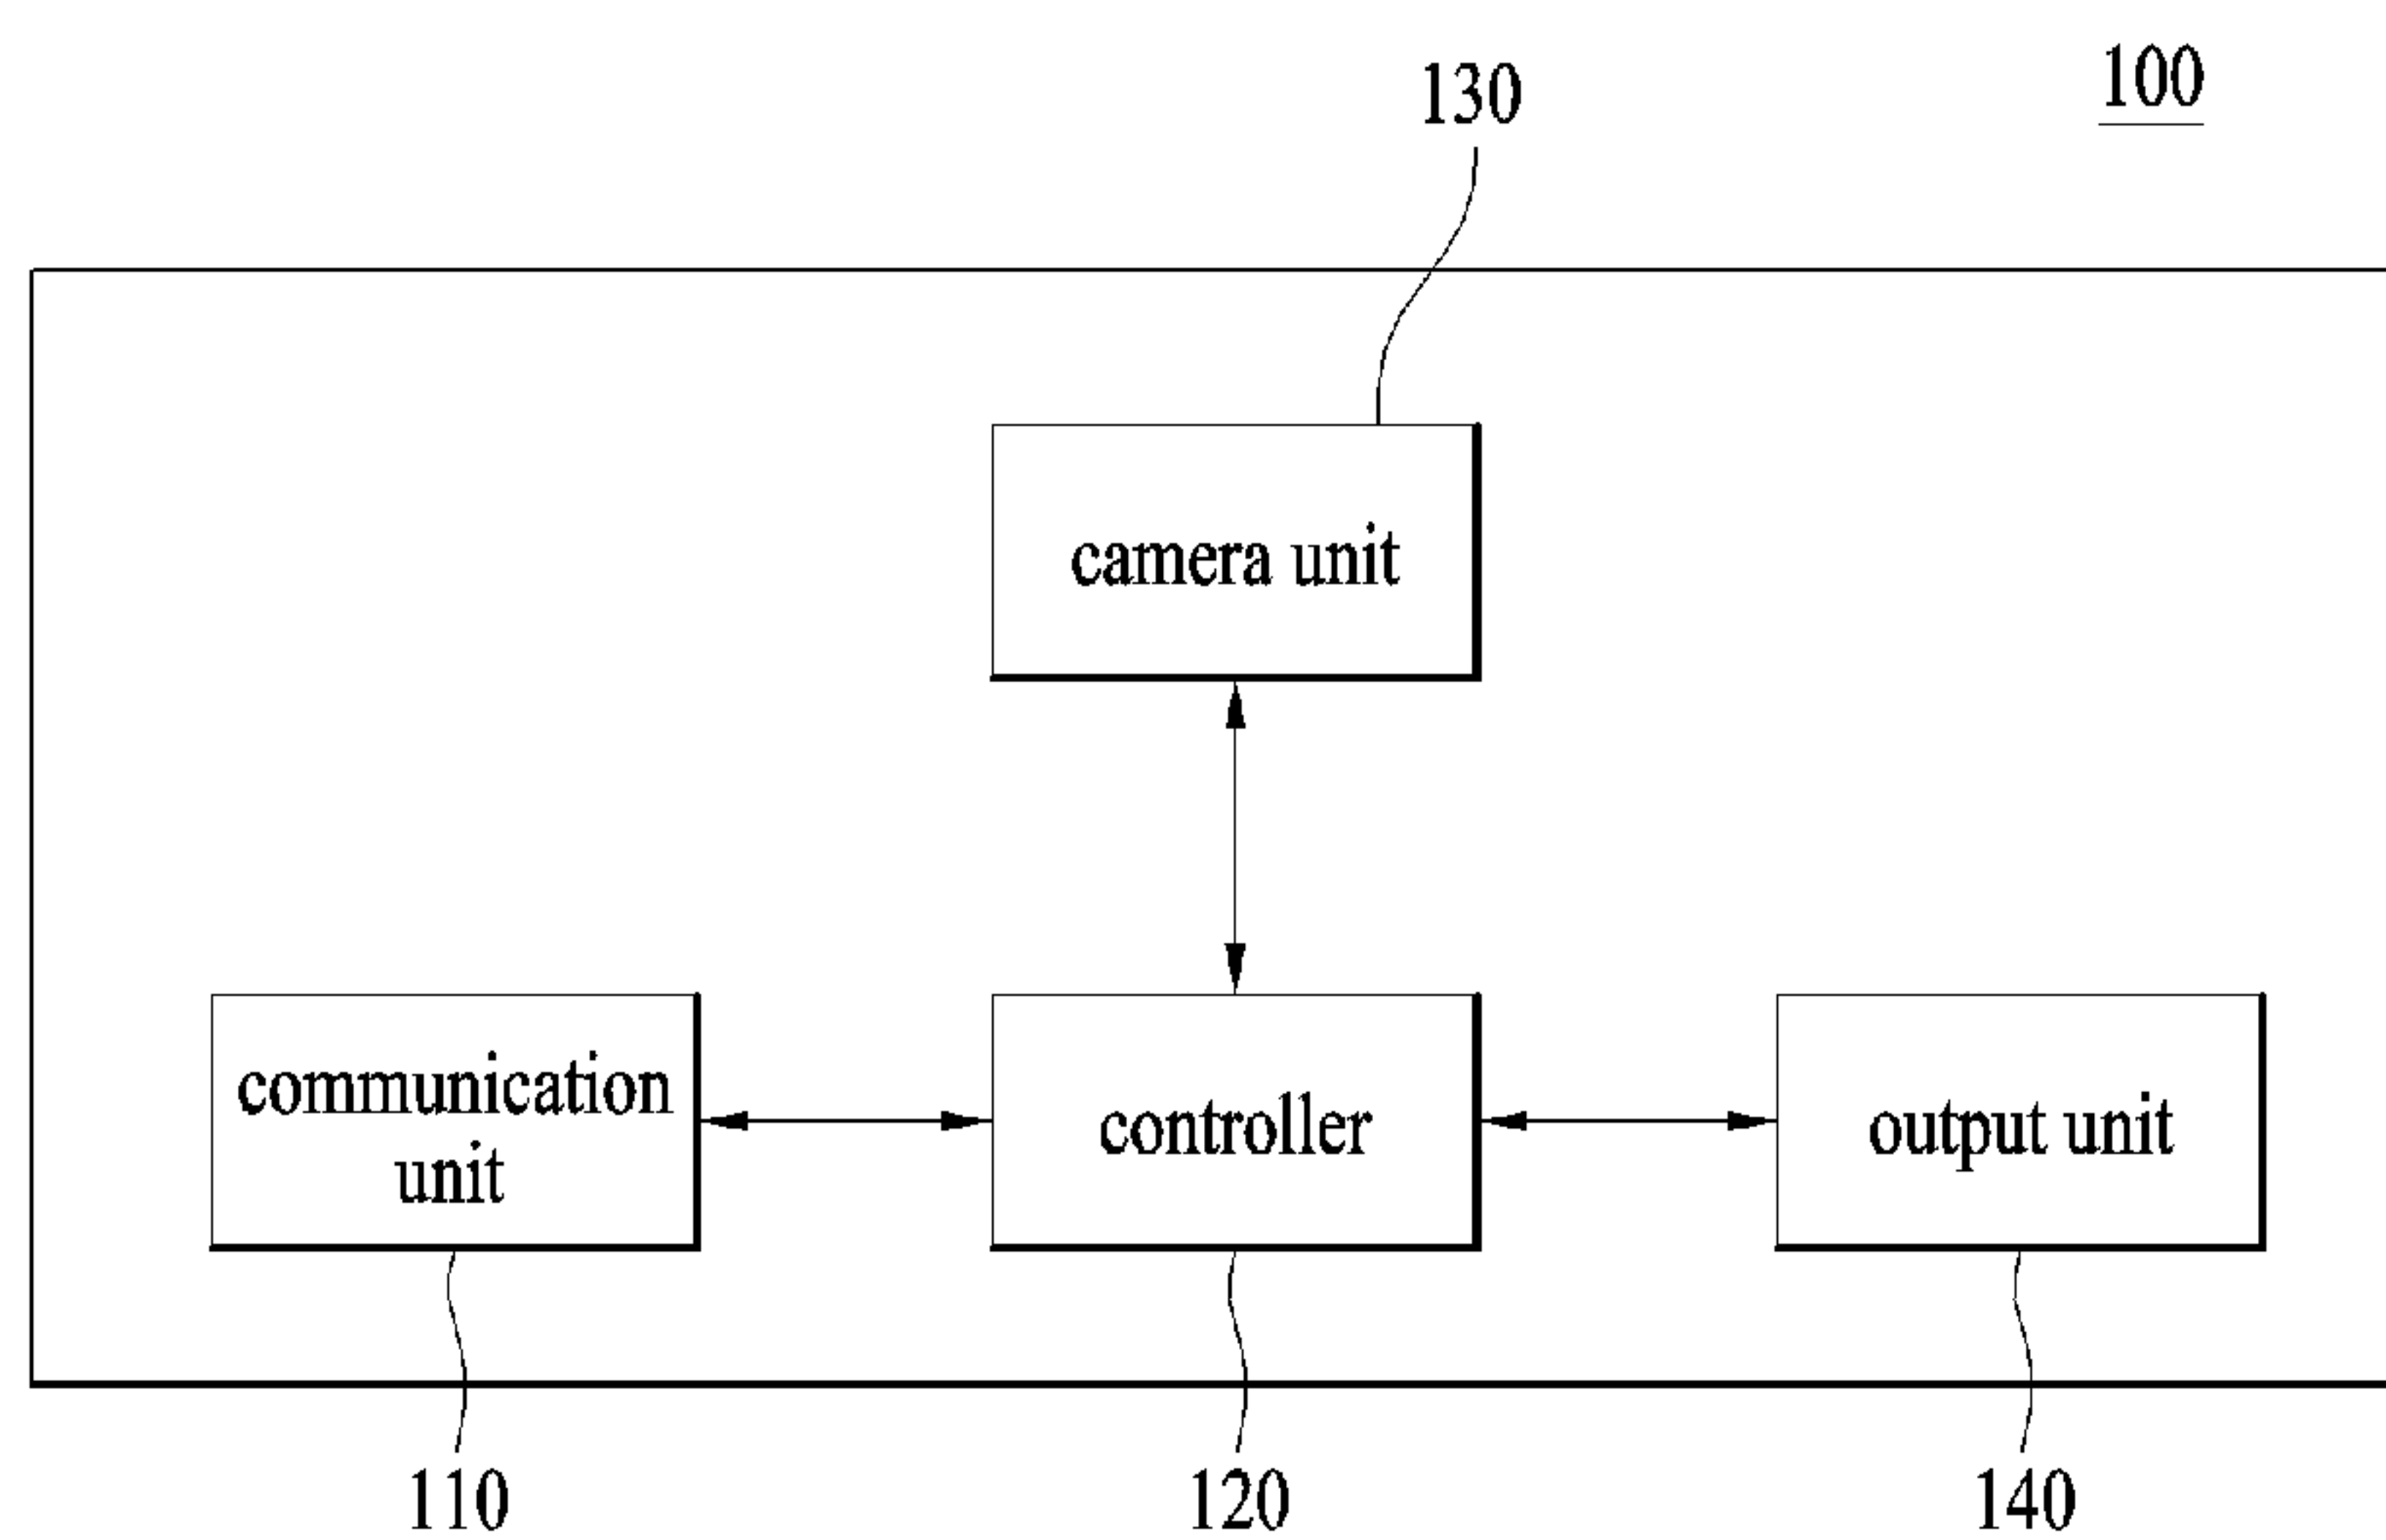 130
100
camera unit
communication
unit
controller
output unit
110
120
140